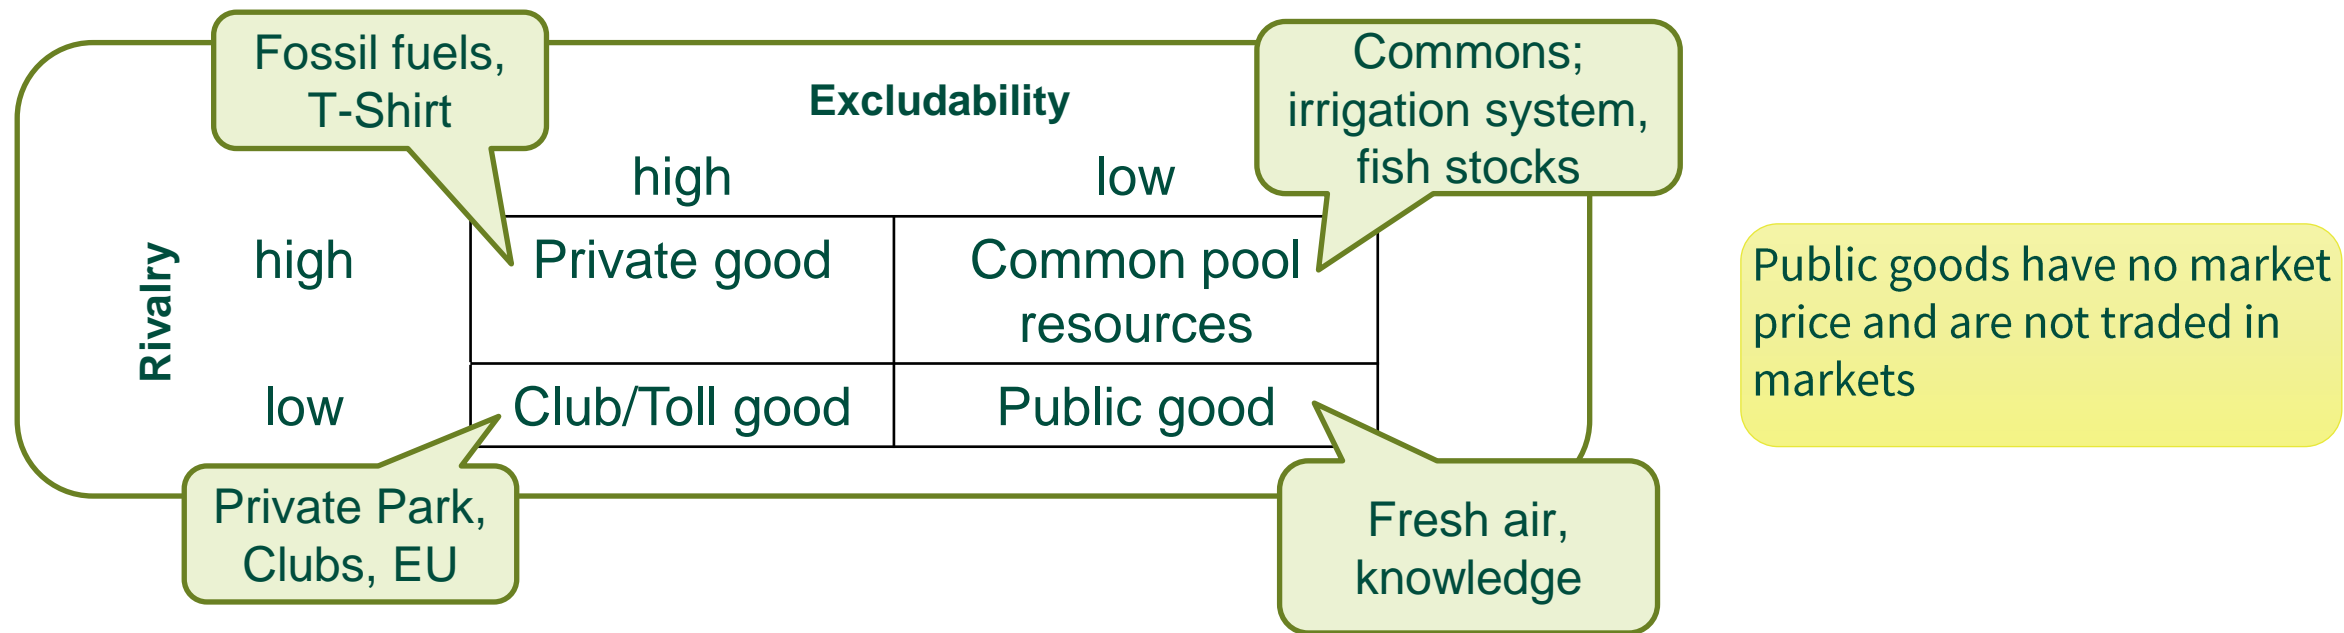 Fossil fuels,
T-Shirt
Excludability
Commons;
irrigation system,
fish stocks
high
low
Rivalry
high
Private good
Common pool
resources
low
Club/Toll good
Public good
Private Park,
Clubs, EU
Fresh air,
knowledge
Public goods have no market
price and are not traded in
markets